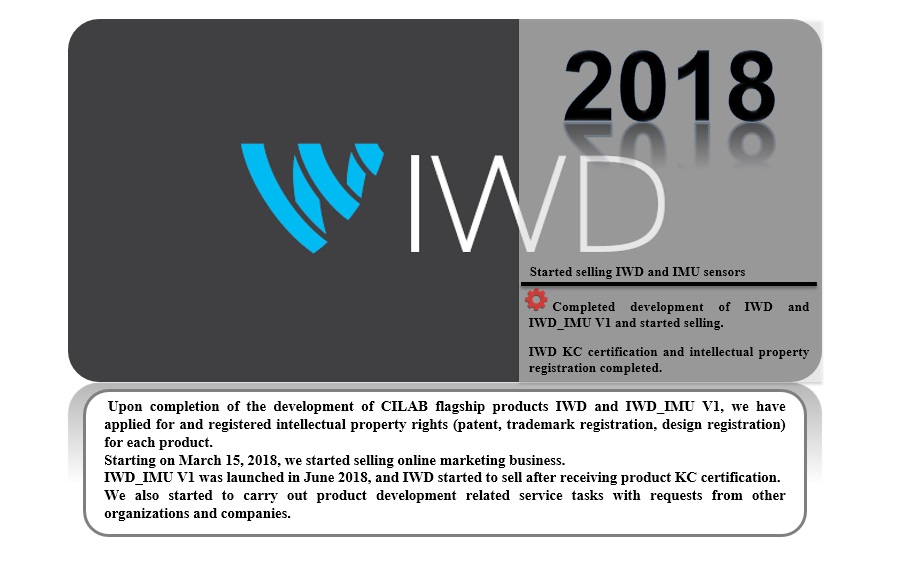 2018
IWD
Started selling IWD and IMU sensors
Completed development of IWD and
IWD_IMU V1 and started selling.
IWD KC certification and intellectual property
registration completed.
Upon completion of the development of CILAB flagship products IWD and IWD_IMU V1, we have
applied for and registered intellectual property rights (patent, trademark registration, design registration)
for each product.
Starting on March 15, 2018, we started selling online marketing business.
IWD_IMU V1 was launched in June 2018, and IWD started to sell after receiving product KC certification.
We also started to carry out product development related service tasks with requests from other
organizations and companies.